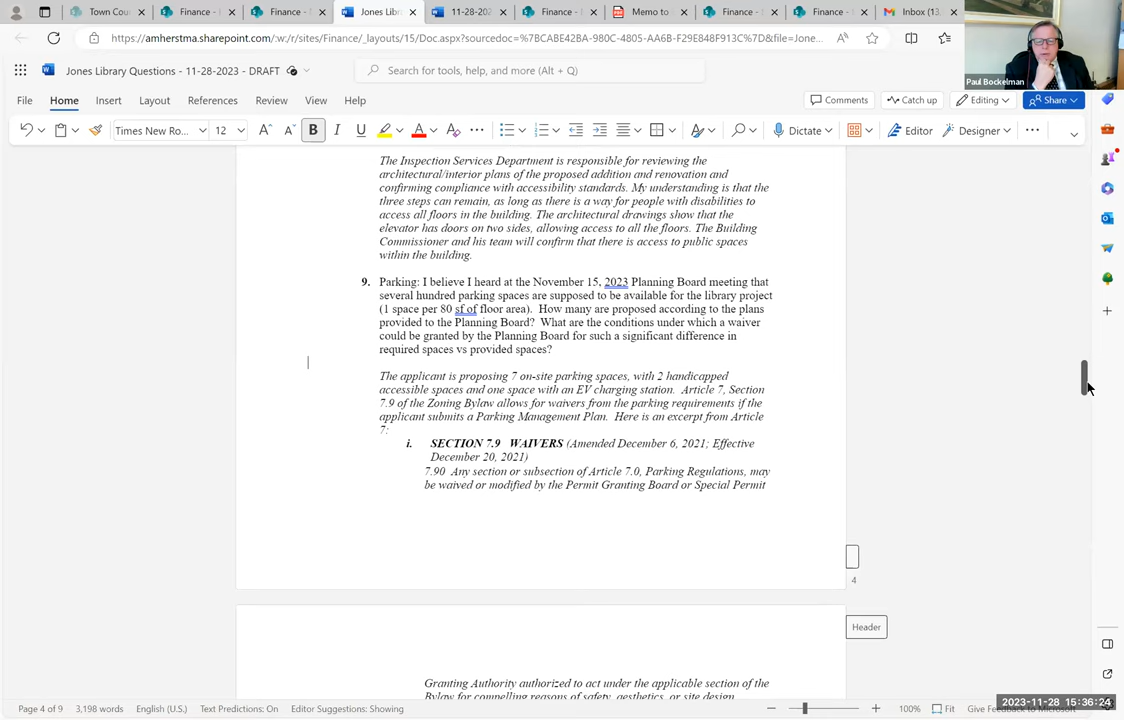 Town Cour
Finance - I
Finance - I
Jones Libr
11-28-202
Finance - I
Memo to
Finance - S
Finance - S
Inbox (13,
https://amherstma.sharepoint.com/:w:/r/sites/Finance/_layouts/15/Doc.aspx?sourcedoc=%7BCABE42BA-980C-4805-AA6B-F29E848F913C%7D&file=Jone...
Paul Bockelman
Jones Library Questions - 11-28-2023 - DRAFT
Search for tools, help, and more (Alt + Q)
File Home Insert Layout References Review View Help
Comments Catch up Editing Share
Times New Ro... 12 A A B I U A A ... Dictate Editor Designer ...
The Inspection Services Department is responsible for reviewing the
architectural/interior plans of the proposed addition and renovation and
confirming compliance with accessibility standards. My understanding is that the
three steps can remain, as long as there is a way for people with disabilities to
access all floors in the building. The architectural drawings show that the
elevator has doors on two sides, allowing access to all the floors. The Building
Commissioner and his team will confirm that there is access to public spaces
within the building.
9. Parking: I believe I heard at the November 15, 2023 Planning Board meeting that
several hundred parking spaces are supposed to be available for the library project
(1 space per 80 sf of floor area). How many are proposed according to the plans
provided to the Planning Board? What are the conditions under which a waiver
could be granted by the Planning Board for such a significant difference in
required spaces vs provided spaces?
The applicant is proposing 7 on-site parking spaces, with 2 handicapped
accessible spaces and one space with an EV charging station. Article 7, Section
7.9 of the Zoning Bylaw allows for waivers from the parking requirements if the
applicant submits a Parking Management Plan. Here is an excerpt from Article
7:
i. SECTION 7.9 WAIVERS (Amended December 6, 2021; Effective
December 20, 2021)
7.90 Any section or subsection of Article 7.0, Parking Regulations, may
be waived or modified by the Permit Granting Board or Special Permit
4
Header
Granting Authority authorized to act under the applicable section of the
Bylaw for compelling reasons of safety, aesthetics, or site design
Page 4 of 9 3,198 words English (U.S.) Text Predictions: On Editor Suggestions: Showing
100% Fit Give Feedback to Microsoft
2023-11-28 15:36:24